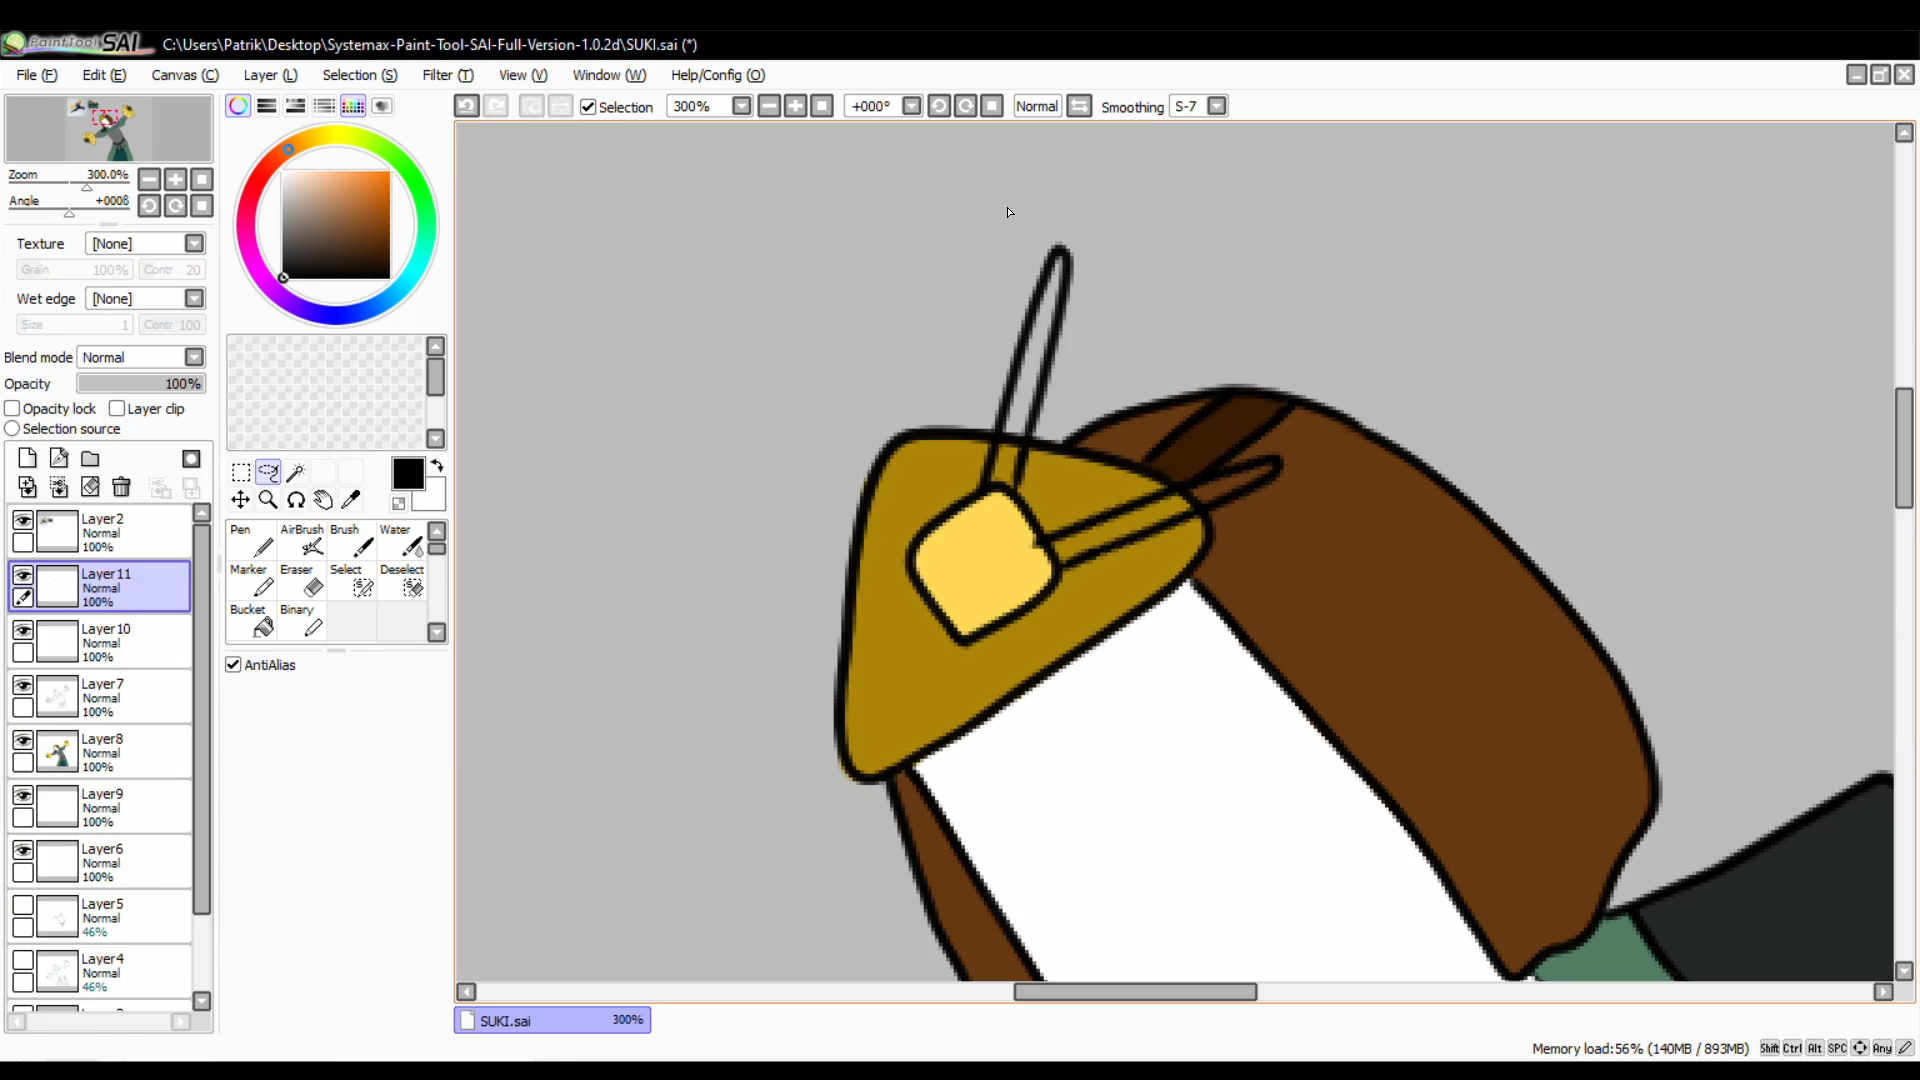 PaintTool SAI C:\Users\Patrik\Desktop\Systemax-Paint-Tool-SAI-Full-Version-1.0.2d\SUKI.sai (*)
File (F) Edit (E) Canvas (C) Layer (L) Selection (S) Filter (T) View (V) Window (W) Help/Config (O)
Selection 300% +000° Normal Smoothing S-7
Zoom 300.0%
Angle +000ß
Texture [None]
Grain 100% Contr 20
Wet edge [None]
Size 1 Contr 100
Blend mode Normal
Opacity 100%
Opacity lock Layer clip
Selection source
Layer2
Normal
100%
Layer11
Normal
100%
Layer10
Normal
100%
Layer7
Normal
100%
Layer8
Normal
100%
Layer9
Normal
100%
Layer6
Normal
100%
Layer5
Normal
46%
Layer4
Normal
46%
Pen AirBrush Brush Water
Marker Eraser Select Deselect
Bucket Binary
AntiAlias
SUKI.sai 300%
Memory load:56% (140MB / 893MB) Shift Ctrl Alt SPC Any